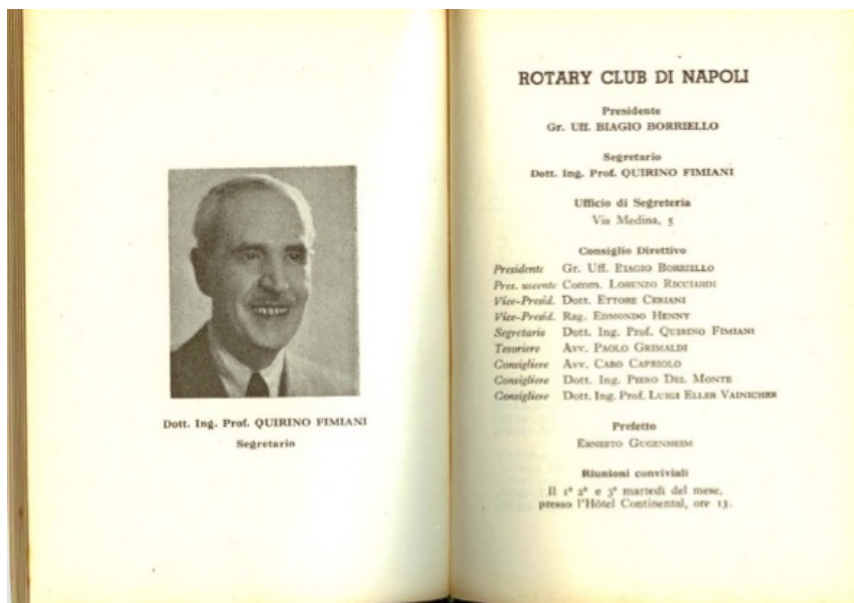 Dott. Ing. Prof. QUIRINO FIMIANI
Segretario
ROTARY CLUB DI NAPOLI
Presidente
Gr. Uff. BIAGIO BORRIELLO
Segretario
Dott. Ing. Prof. QUIRINO FIMIANI
Ufficio di Segreteria
Via Medina, 5
Consiglio Direttivo
Presidente Gr. Uff. BIAGIO BORRIELLO
Pres. uscente Comm. LORENZO RICCIARDI
Vice-Presid. Dott. ETTORE CERIANI
Vice-Presid. Rag. EDMONDO HENNY
Segretario Dott. Ing. Prof. QUIRINO FIMIANI
Tesoriere Avv. PAOLO GRIMALDI
Consigliere Avv. CARO CAPRIOLO
Consigliere Dott. Ing. PIERO DEL MONTE
Consigliere Dott. Ing. Prof. LUIGI ELLER VAINICHER
Prefetto
ERNESTO GUGENHEIM
Riunioni conviviali
Il 1º 2º e 3º martedì del mese,
presso l'Hôtel Continental, ore 13.